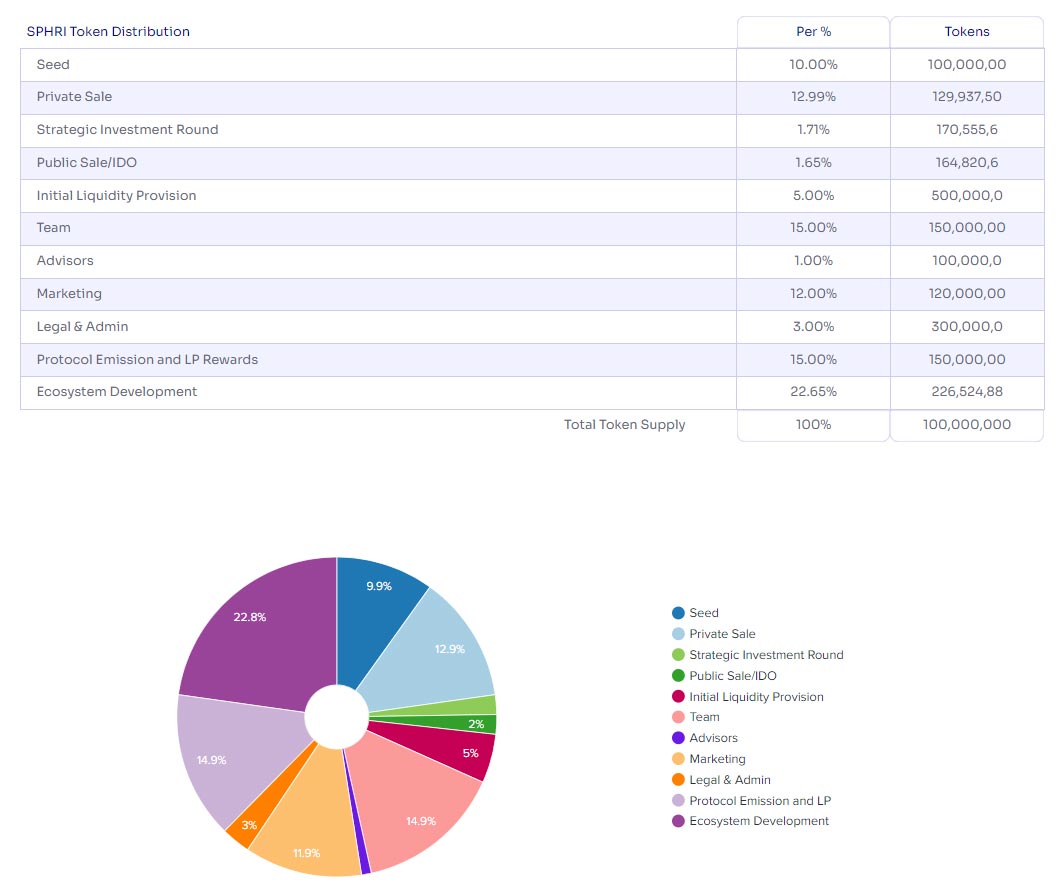 SPHRI Token Distribution Per % Tokens
Seed 10.00% 100,000,00
Private Sale 12.99% 129,937,50
Strategic Investment Round 1.71% 170,555,6
Public Sale/IDO 1.65% 164,820,6
Initial Liquidity Provision 5.00% 500,000,0
Team 15.00% 150,000,00
Advisors 1.00% 100,000,0
Marketing 12.00% 120,000,00
Legal & Admin 3.00% 300,000,0
Protocol Emission and LP Rewards 15.00% 150,000,00
Ecosystem Development 22.65% 226,524,88
Total Token Supply 100% 100,000,000
9.9%
22.8%
12.9%
2%
5%
14.9%
14.9%
3%
11.9%
Seed
Private Sale
Strategic Investment Round
Public Sale/IDO
Initial Liquidity Provision
Team
Advisors
Marketing
Legal & Admin
Protocol Emission and LP
Ecosystem Development